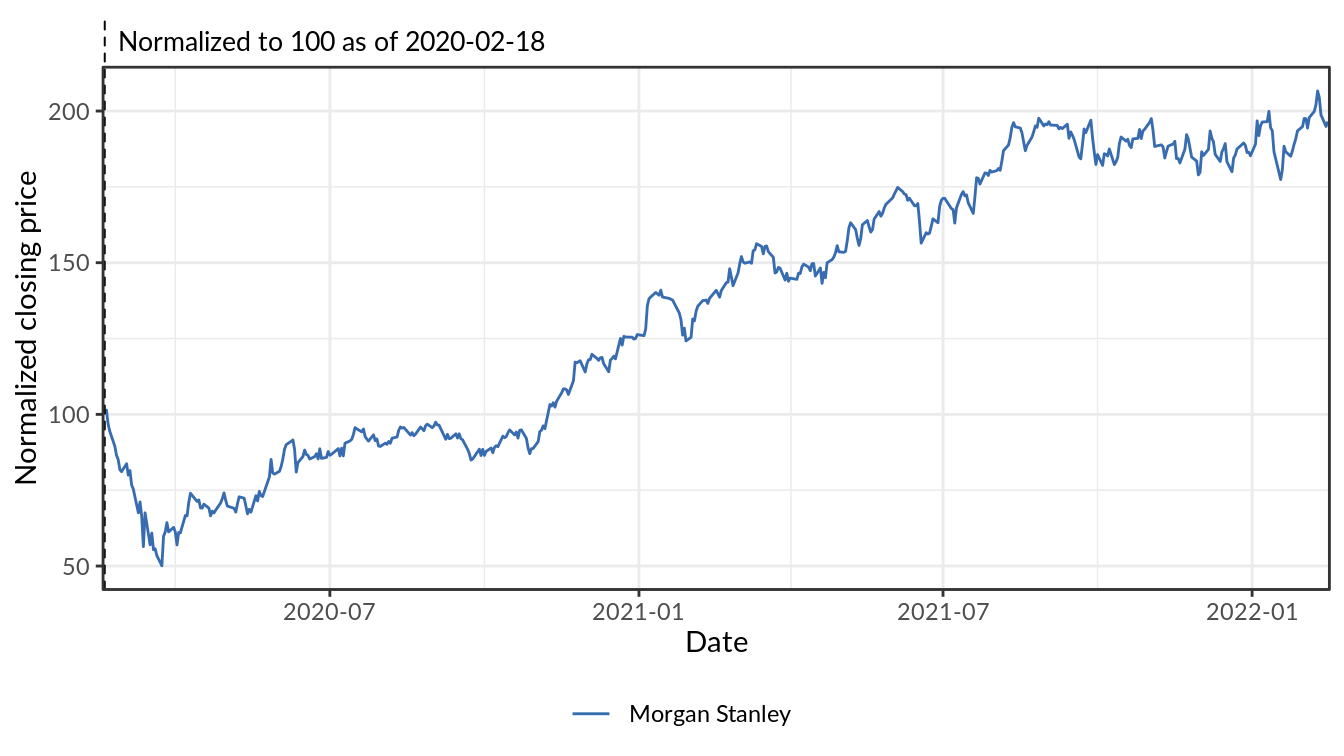 Normalized to 100 as of 2020-02-18
200
150
100
50
Normalized closing price
2020-07
2021-01
2021-07
2022-01
Date
Morgan Stanley